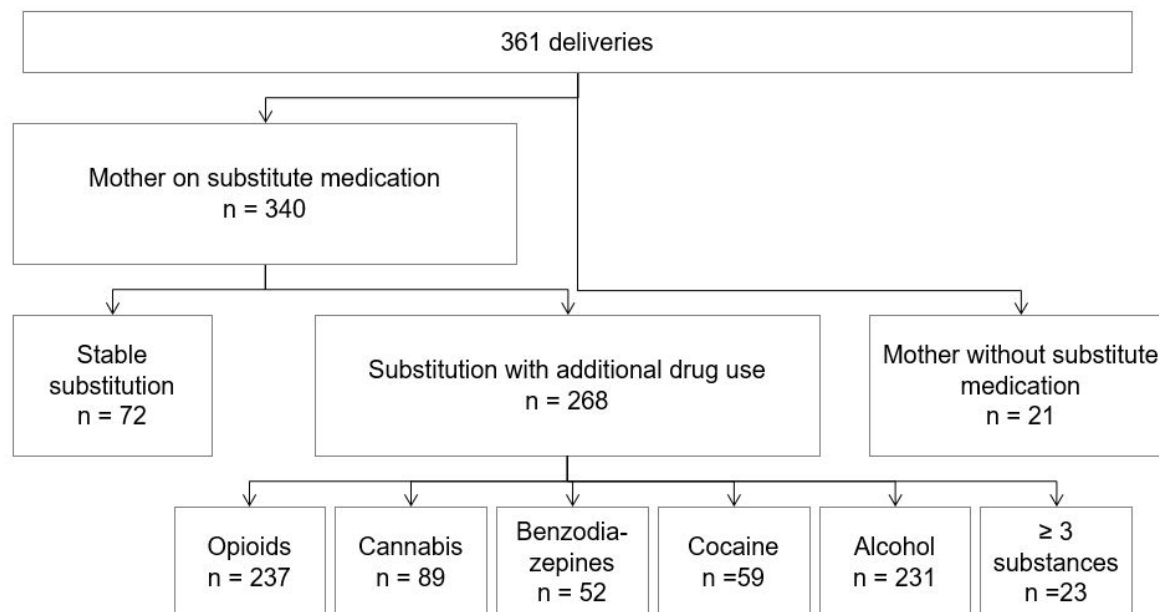 361 deliveries
Mother on substitute medication
n = 340
Stable
substitution
n = 72
Substitution with additional drug use
n = 268
Mother without substitute
medication
n = 21
Opioids
n = 237
Cannabis
n = 89
Benzodia-
zepines
n = 52
Cocaine
n =59
Alcohol
n = 231
≥ 3
substances
n =23